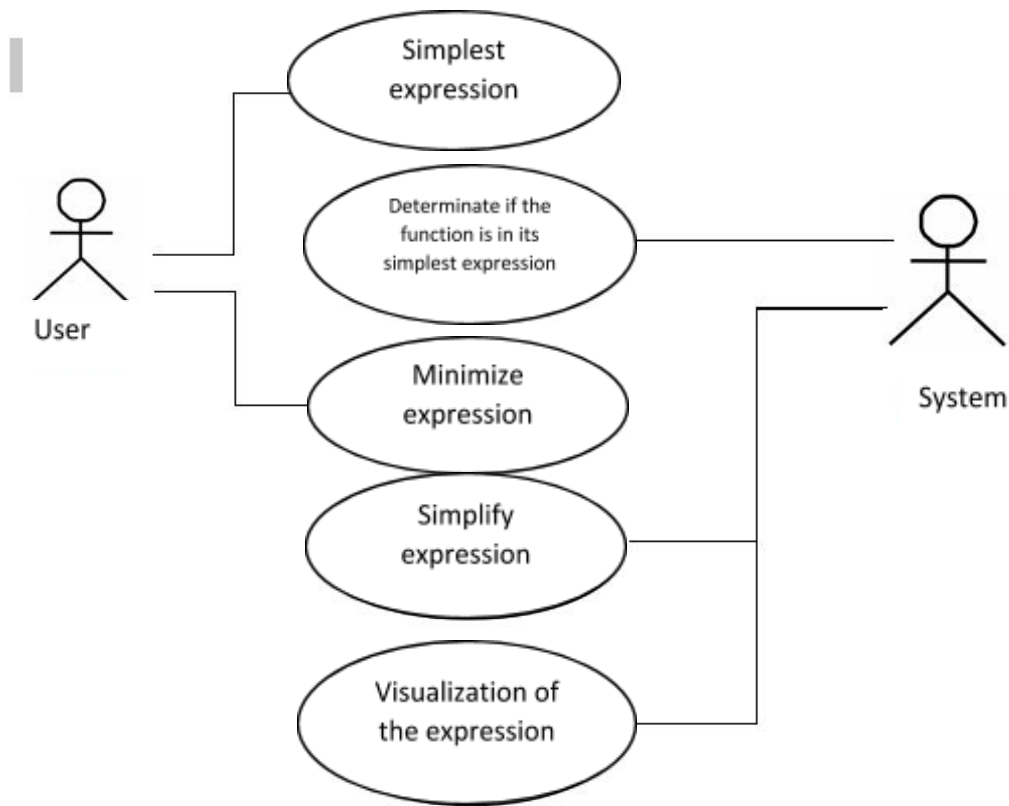 Simplest
expression
Determinate if the
function is in its
simplest expression
User
Minimize
expression
System
Simplify
expression
Visualization of
the expression